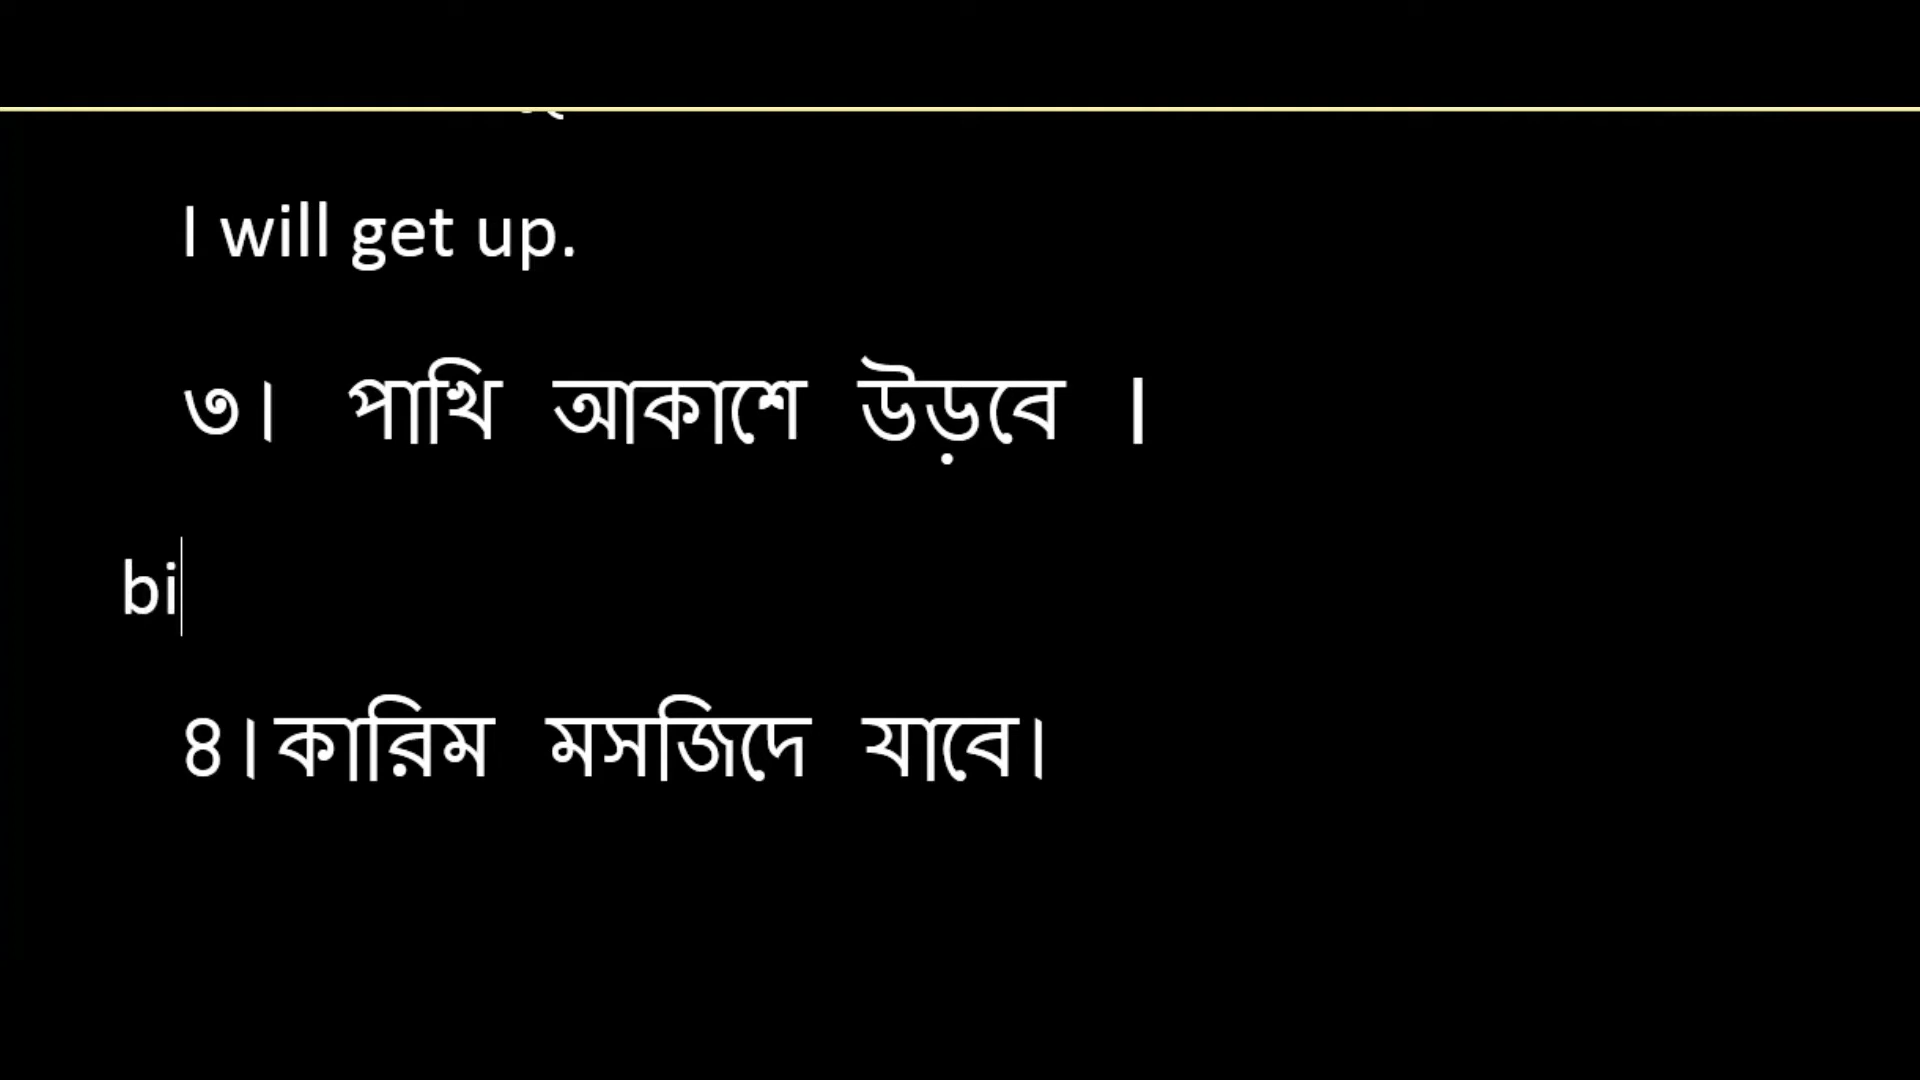 I will get up.
৩। পাখি আকাশে উড়বে ।
bi
৪।কারিম মসজিদে যাবে।